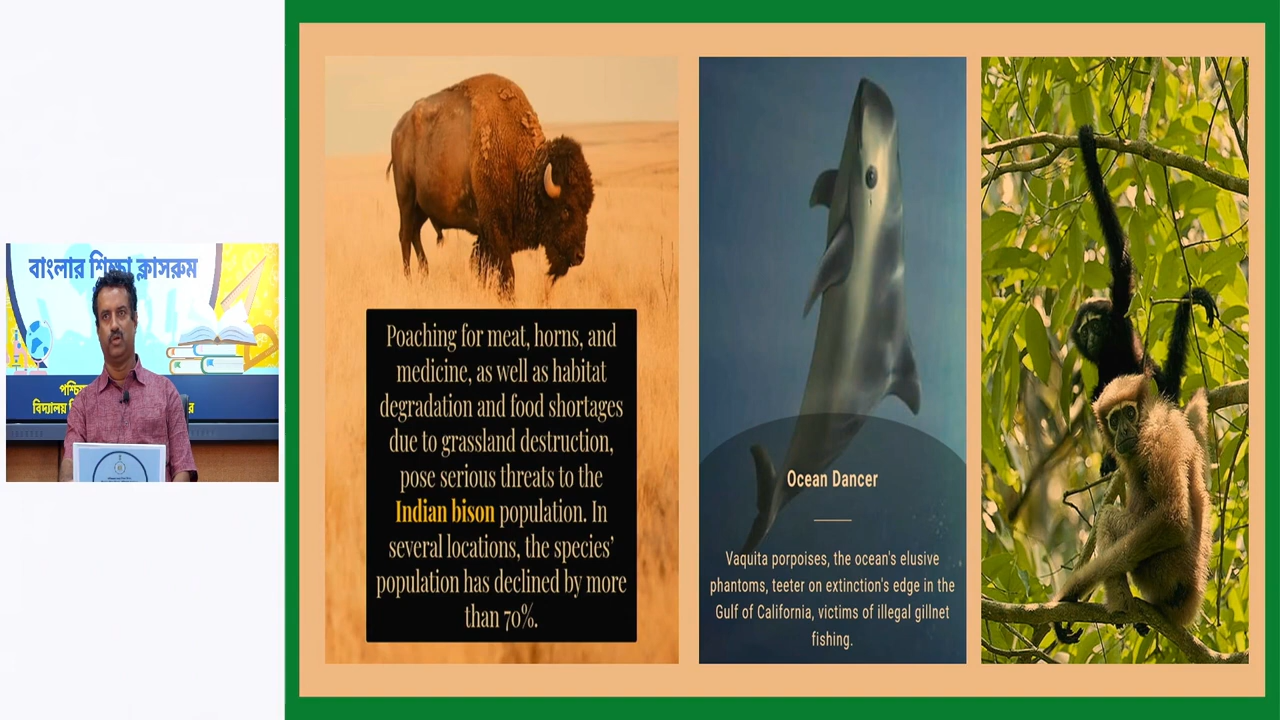 বাংলার শিক্ষা ক্লাসরুম
Poaching for meat, horns, and
medicine, as well as habitat
degradation and food shortages
due to grassland destruction,
pose serious threats to the
Indian bison population. In
several locations, the species'
population has declined by more
than 70%.
Ocean Dancer
Vaquita porpoises, the ocean's elusive
phantoms, teeter on extinction's edge in the
Gulf of California, victims of illegal gillnet
fishing.